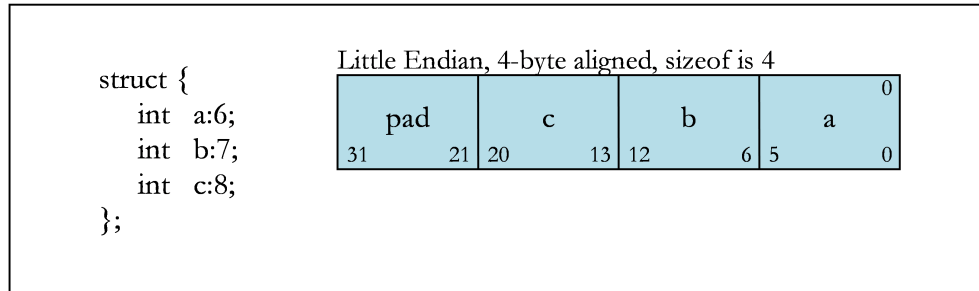 struct {
int a:6;
int b:7;
int c:8;
};
Little Endian, 4-byte aligned, sizeof is 4
0
pad c b a
31 21 20 13 12 6 5 0